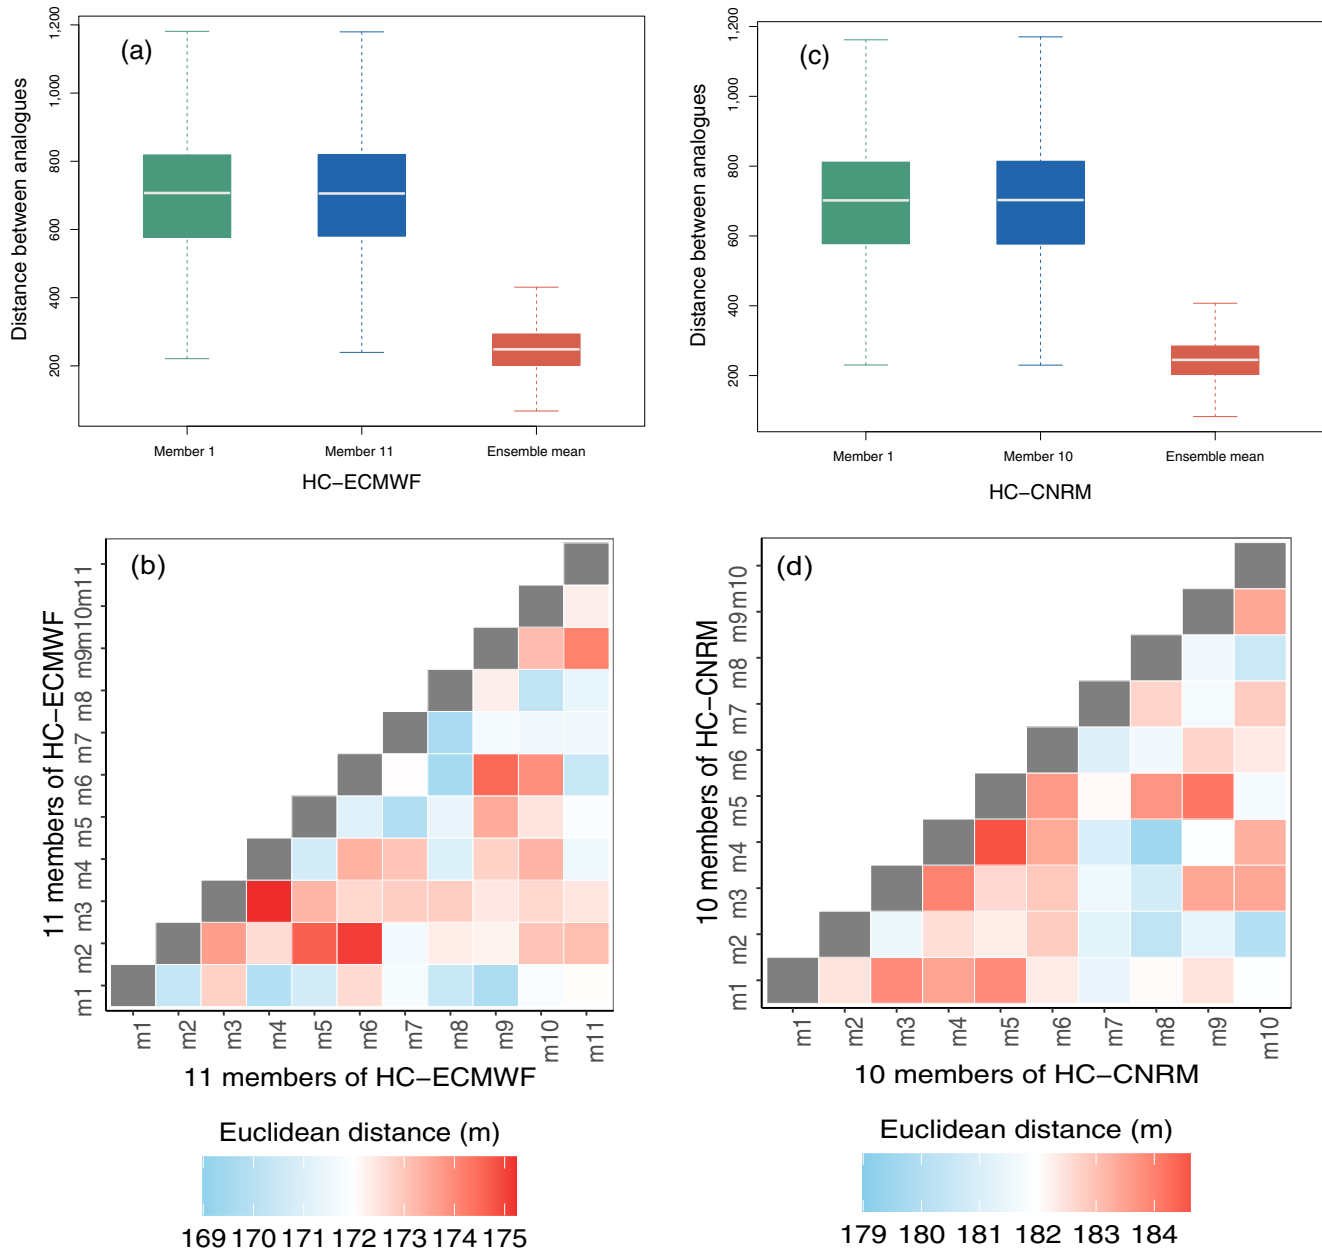 (a)
Distance between analogues
1,200
1,000
800
600
400
200
Member 1
Member 11
Ensemble mean
HC−ECMWF
(c)
Distance between analogues
1,200
1,000
800
600
400
200
Member 1
Member 10
Ensemble mean
HC−CNRM
(b)
11 members of HC−ECMWF
m11
m10
m9
m8
m7
m6
m5
m4
m3
m2
m1
m1
m2
m3
m4
m5
m6
m7
m8
m9
m10
m11
11 members of HC−ECMWF
Euclidean distance (m)
169 170 171 172 173 174 175
(d)
10 members of HC−CNRM
m10
m9
m8
m7
m6
m5
m4
m3
m2
m1
m1
m2
m3
m4
m5
m6
m7
m8
m9
m10
10 members of HC−CNRM
Euclidean distance (m)
179 180 181 182 183 184